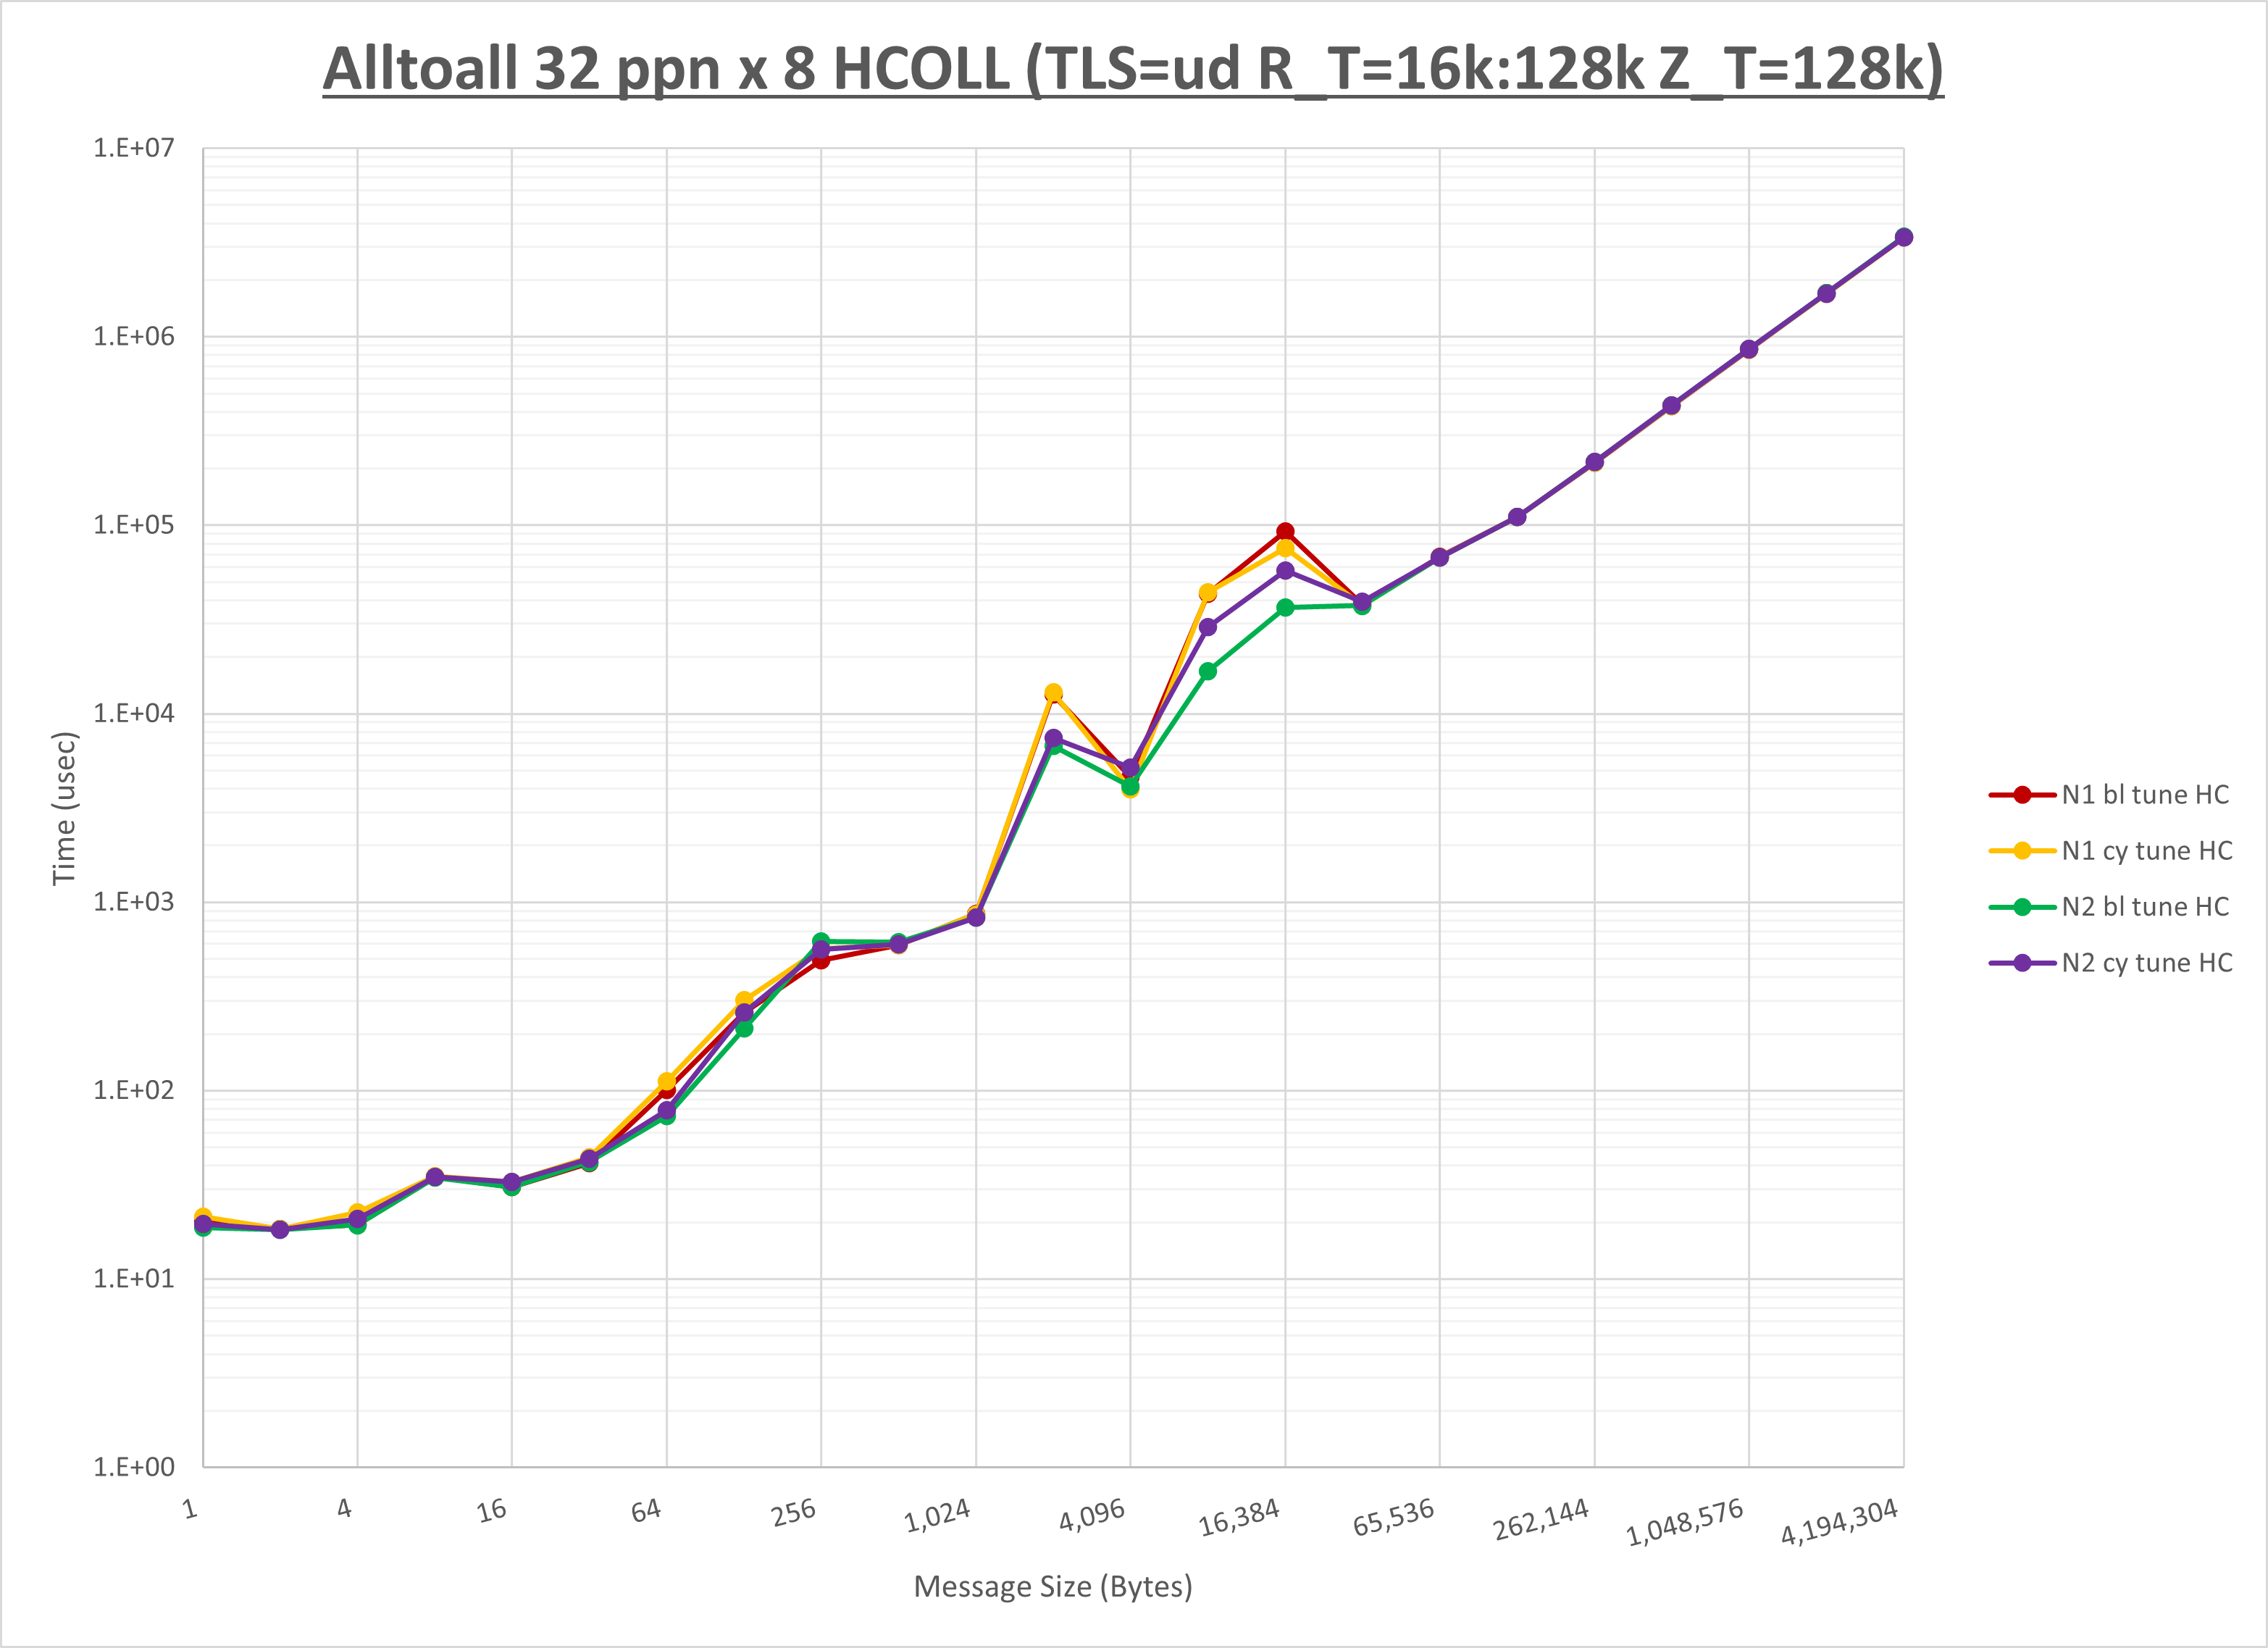 Alltoall 32 ppn x 8 HCOLL (TLS=ud R_T=16k:128k Z_T=128k)
1.E+07
1.E+06
1.E+05
1.E+04
1.E+03
1.E+02
1.E+01
1.E+00
Time (usec)
1
4
16
64
256
1,024
4,096
16,384
65,536
262,144
1,048,576
4,194,304
Message Size (Bytes)
N1 bl tune HC
N1 cy tune HC
N2 bl tune HC
N2 cy tune HC